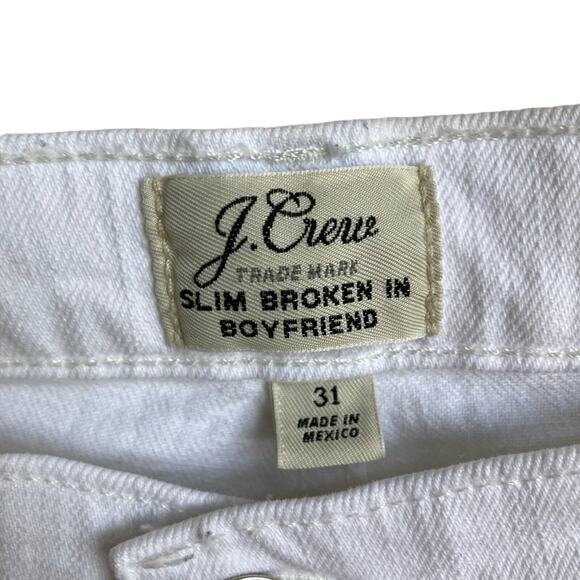 J.Crew
TRADE MARK
SLIM BROKEN IN
BOYFRIEND
31
MADE IN
MEXICO